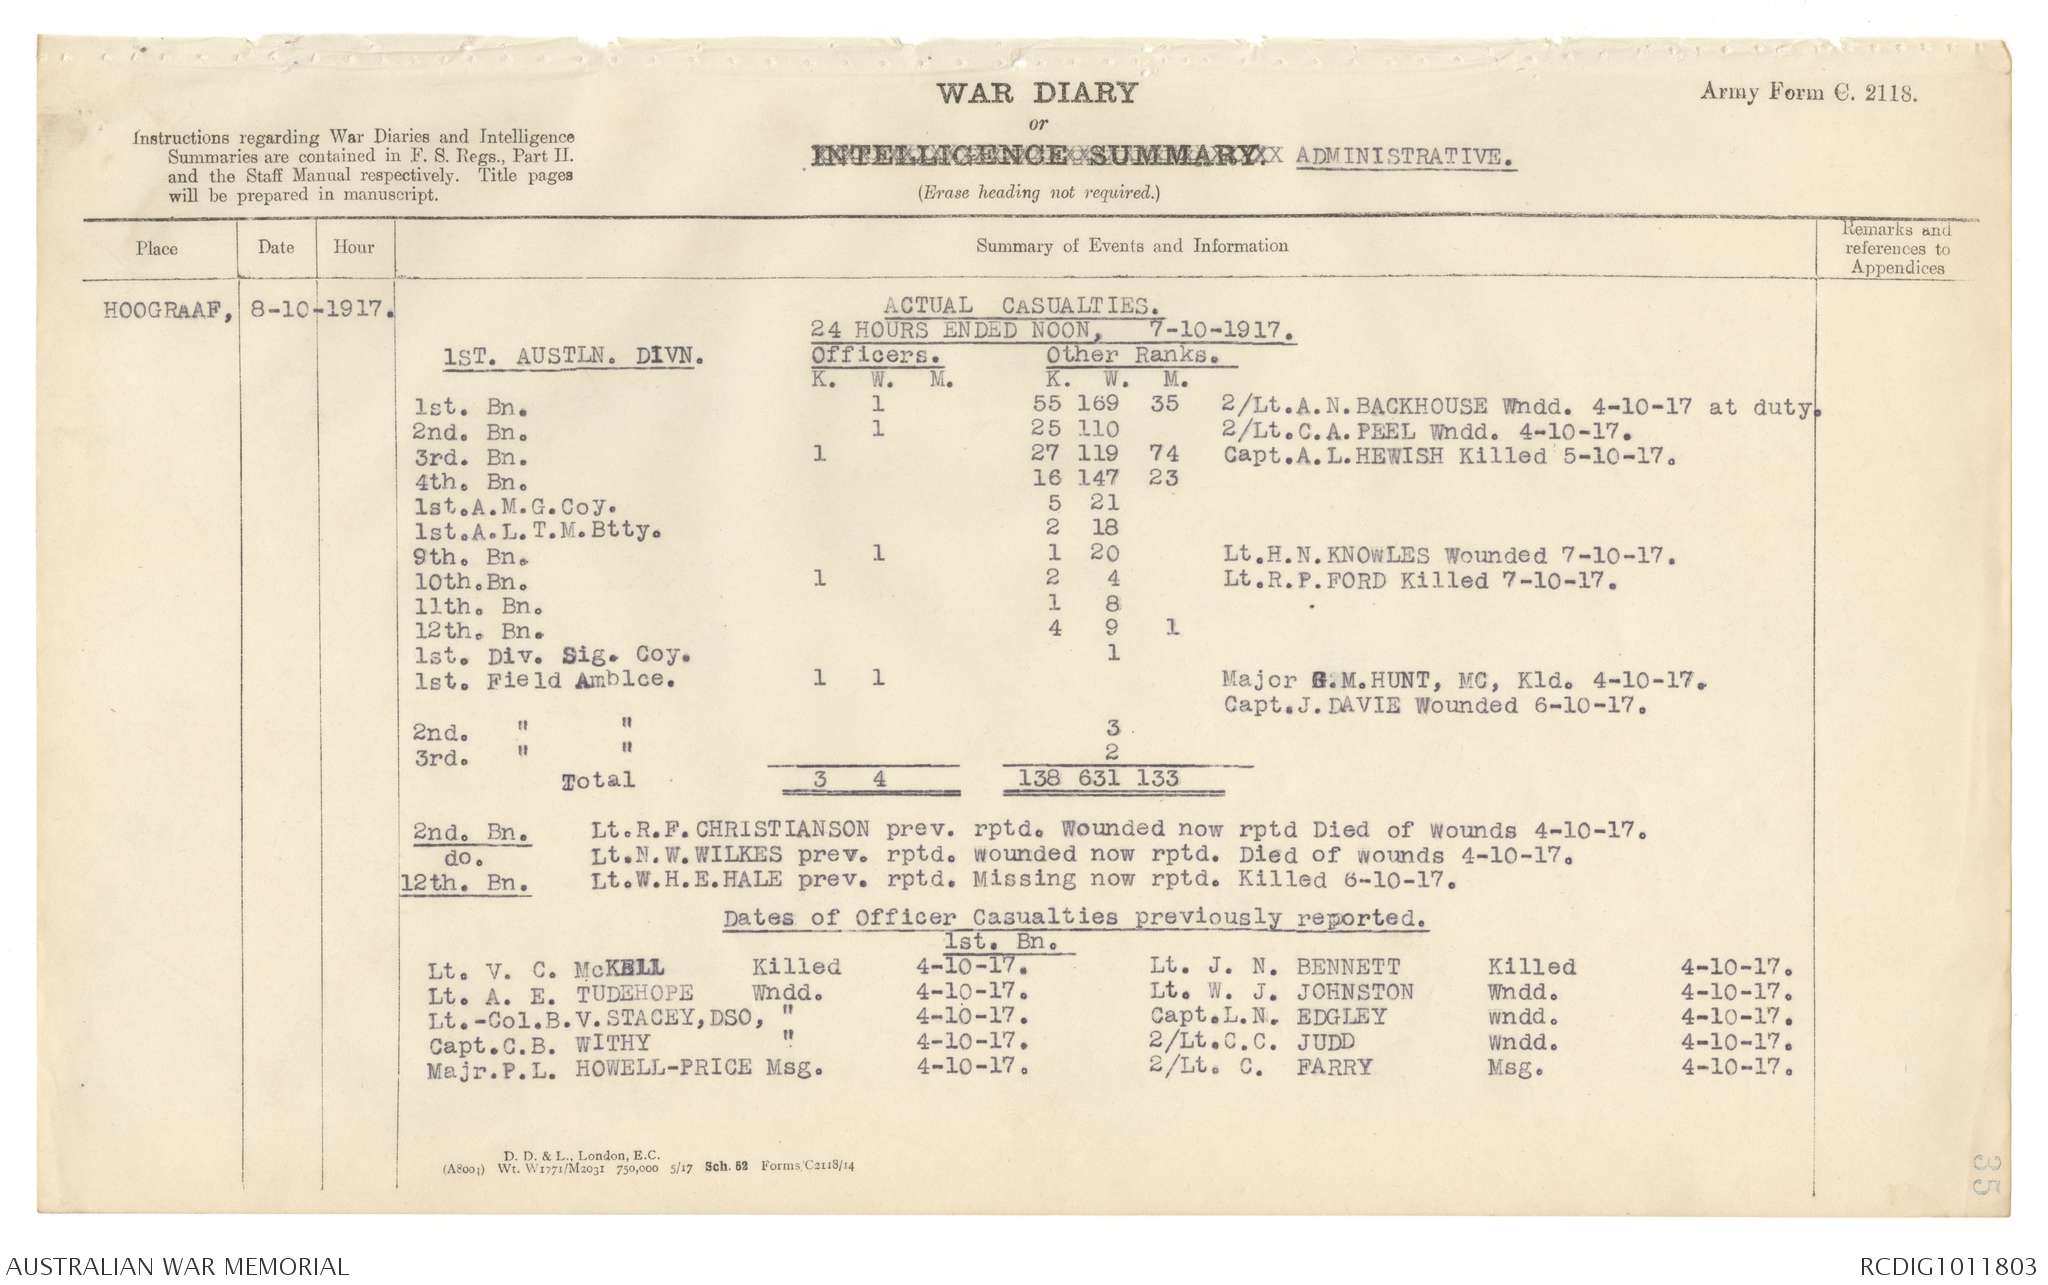 WAR DIARY
Army Form C. 2118.
or
Instructions regarding War Diaries and Intelligence
Summaries are contained in F. S. Regs., Part II.
and the Staff Manual respectively. Title pages
will be prepared in manuscript.
INTELLIGENCE SUMMARY. ADMINISTRATIVE.
(Erase heading not required.)
Place Date Hour Summary of Events and Information Remarks and
references to
Appendices
HOOGRAAF, 8-10-1917. ACTUAL CASUALTIES.
24 HOURS ENDED NOON, 7-10-1917.
1ST. AUSTLN. DIVN. Officers. Other Ranks.
K. W. M. K. W. M.
1st. Bn. 1 55 169 35 2/Lt.A.N.BACKHOUSE Wndd. 4-10-17 at duty.
2nd. Bn. 1 25 110 2/Lt.C.A.PEEL Wndd. 4-10-17.
3rd. Bn. 1 27 119 74 Capt.A.L.HEWISH Killed 5-10-17.
4th. Bn. 16 147 23
1st.A.M.G.Coy. 5 21
1st.A.L.T.M.Btty. 2 18
9th. Bn. 1 1 20 Lt.H.N.KNOWLES Wounded 7-10-17.
10th.Bn. 1 2 4 Lt.R.P.FORD Killed 7-10-17.
11th. Bn. 1 8
12th. Bn. 4 9 1
1st. Div. Sig. Coy. 1
1st. Field Amblce. 1 1 Major G.M.HUNT, MC, Kld. 4-10-17.
Capt.J.DAVIE Wounded 6-10-17.
2nd. " " 3
3rd. " " 2
Total 3 4 138 631 133
2nd. Bn. Lt.R.F.CHRISTIANSON prev. rptd. Wounded now rptd Died of Wounds 4-10-17.
do. Lt.N.W.WILKES prev. rptd. wounded now rptd. Died of wounds 4-10-17.
12th. Bn. Lt.W.H.E.HALE prev. rptd. Missing now rptd. Killed 6-10-17.
Dates of Officer Casualties previously reported.
1st. Bn.
Lt. V. C. McKELL Killed 4-10-17. Lt. J. N. BENNETT Killed 4-10-17.
Lt. A. E. TUDEHOPE Wndd. 4-10-17. Lt. W. J. JOHNSTON Wndd. 4-10-17.
Lt.-Col.B.V.STACEY,DSO, " 4-10-17. Capt.L.N. EDGLEY wndd. 4-10-17.
Capt.C.B. WITHY " 4-10-17. 2/Lt.C.C. JUDD Wndd. 4-10-17.
Majr.P.L. HOWELL-PRICE Msg. 4-10-17. 2/Lt. C. FARRY Msg. 4-10-17.
D. D. & L., London, E.C.
(A8004) Wt. W1771/M2031 750,000 5/17 Sch. 52 Forms/C2118/14
35
AUSTRALIAN WAR MEMORIAL
RCDIG1011803